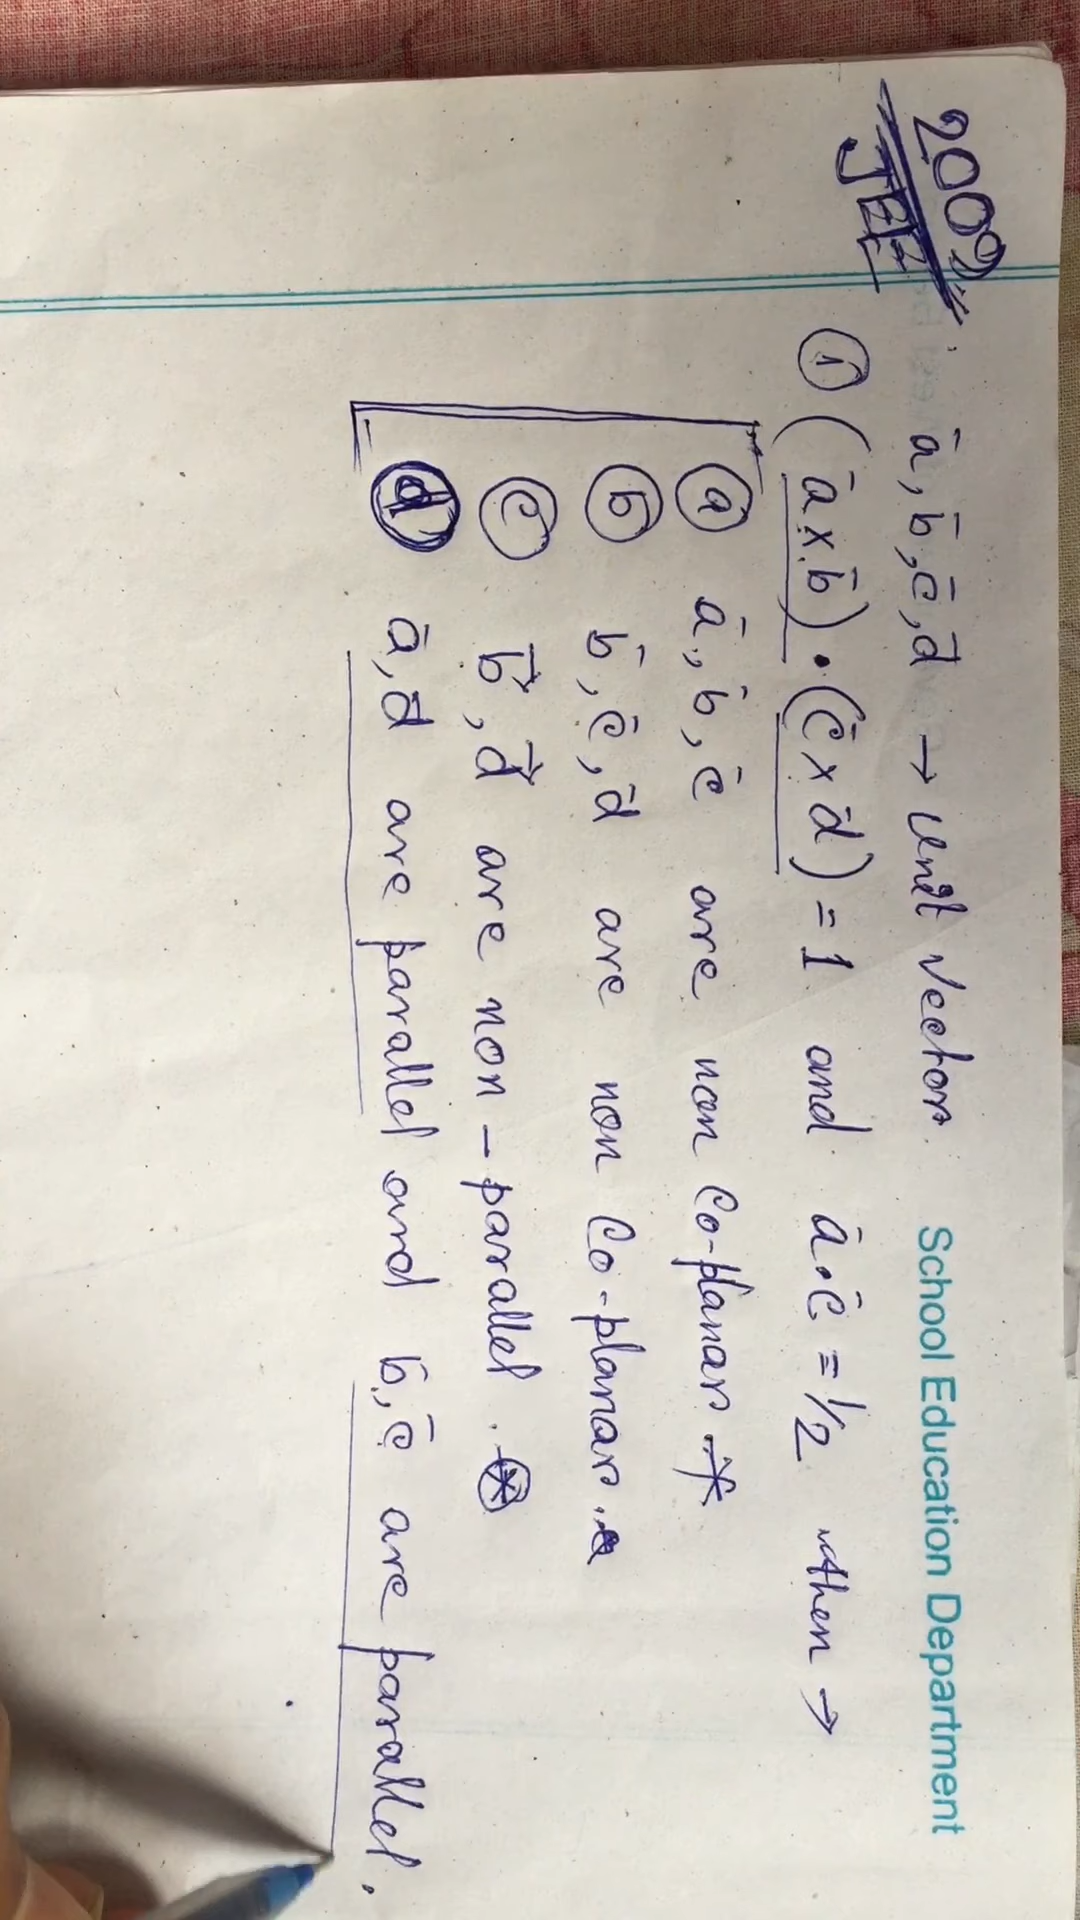 2009
JEE
School Education Department
ā, b̄, c̄, d̄ → Unit Vector.
① (ā × b̄) • (c̄ × d̄) = 1 and ā • c̄ = 1/2 then →
ⓐ ā, b̄, c̄ are non Co-planar
ⓑ b̄, c̄, d̄ are non Co-planar
ⓒ b⃗, d⃗ are non-parallel.
ⓓ ā, d̄ are parallel and b̄, c̄ are parallel.